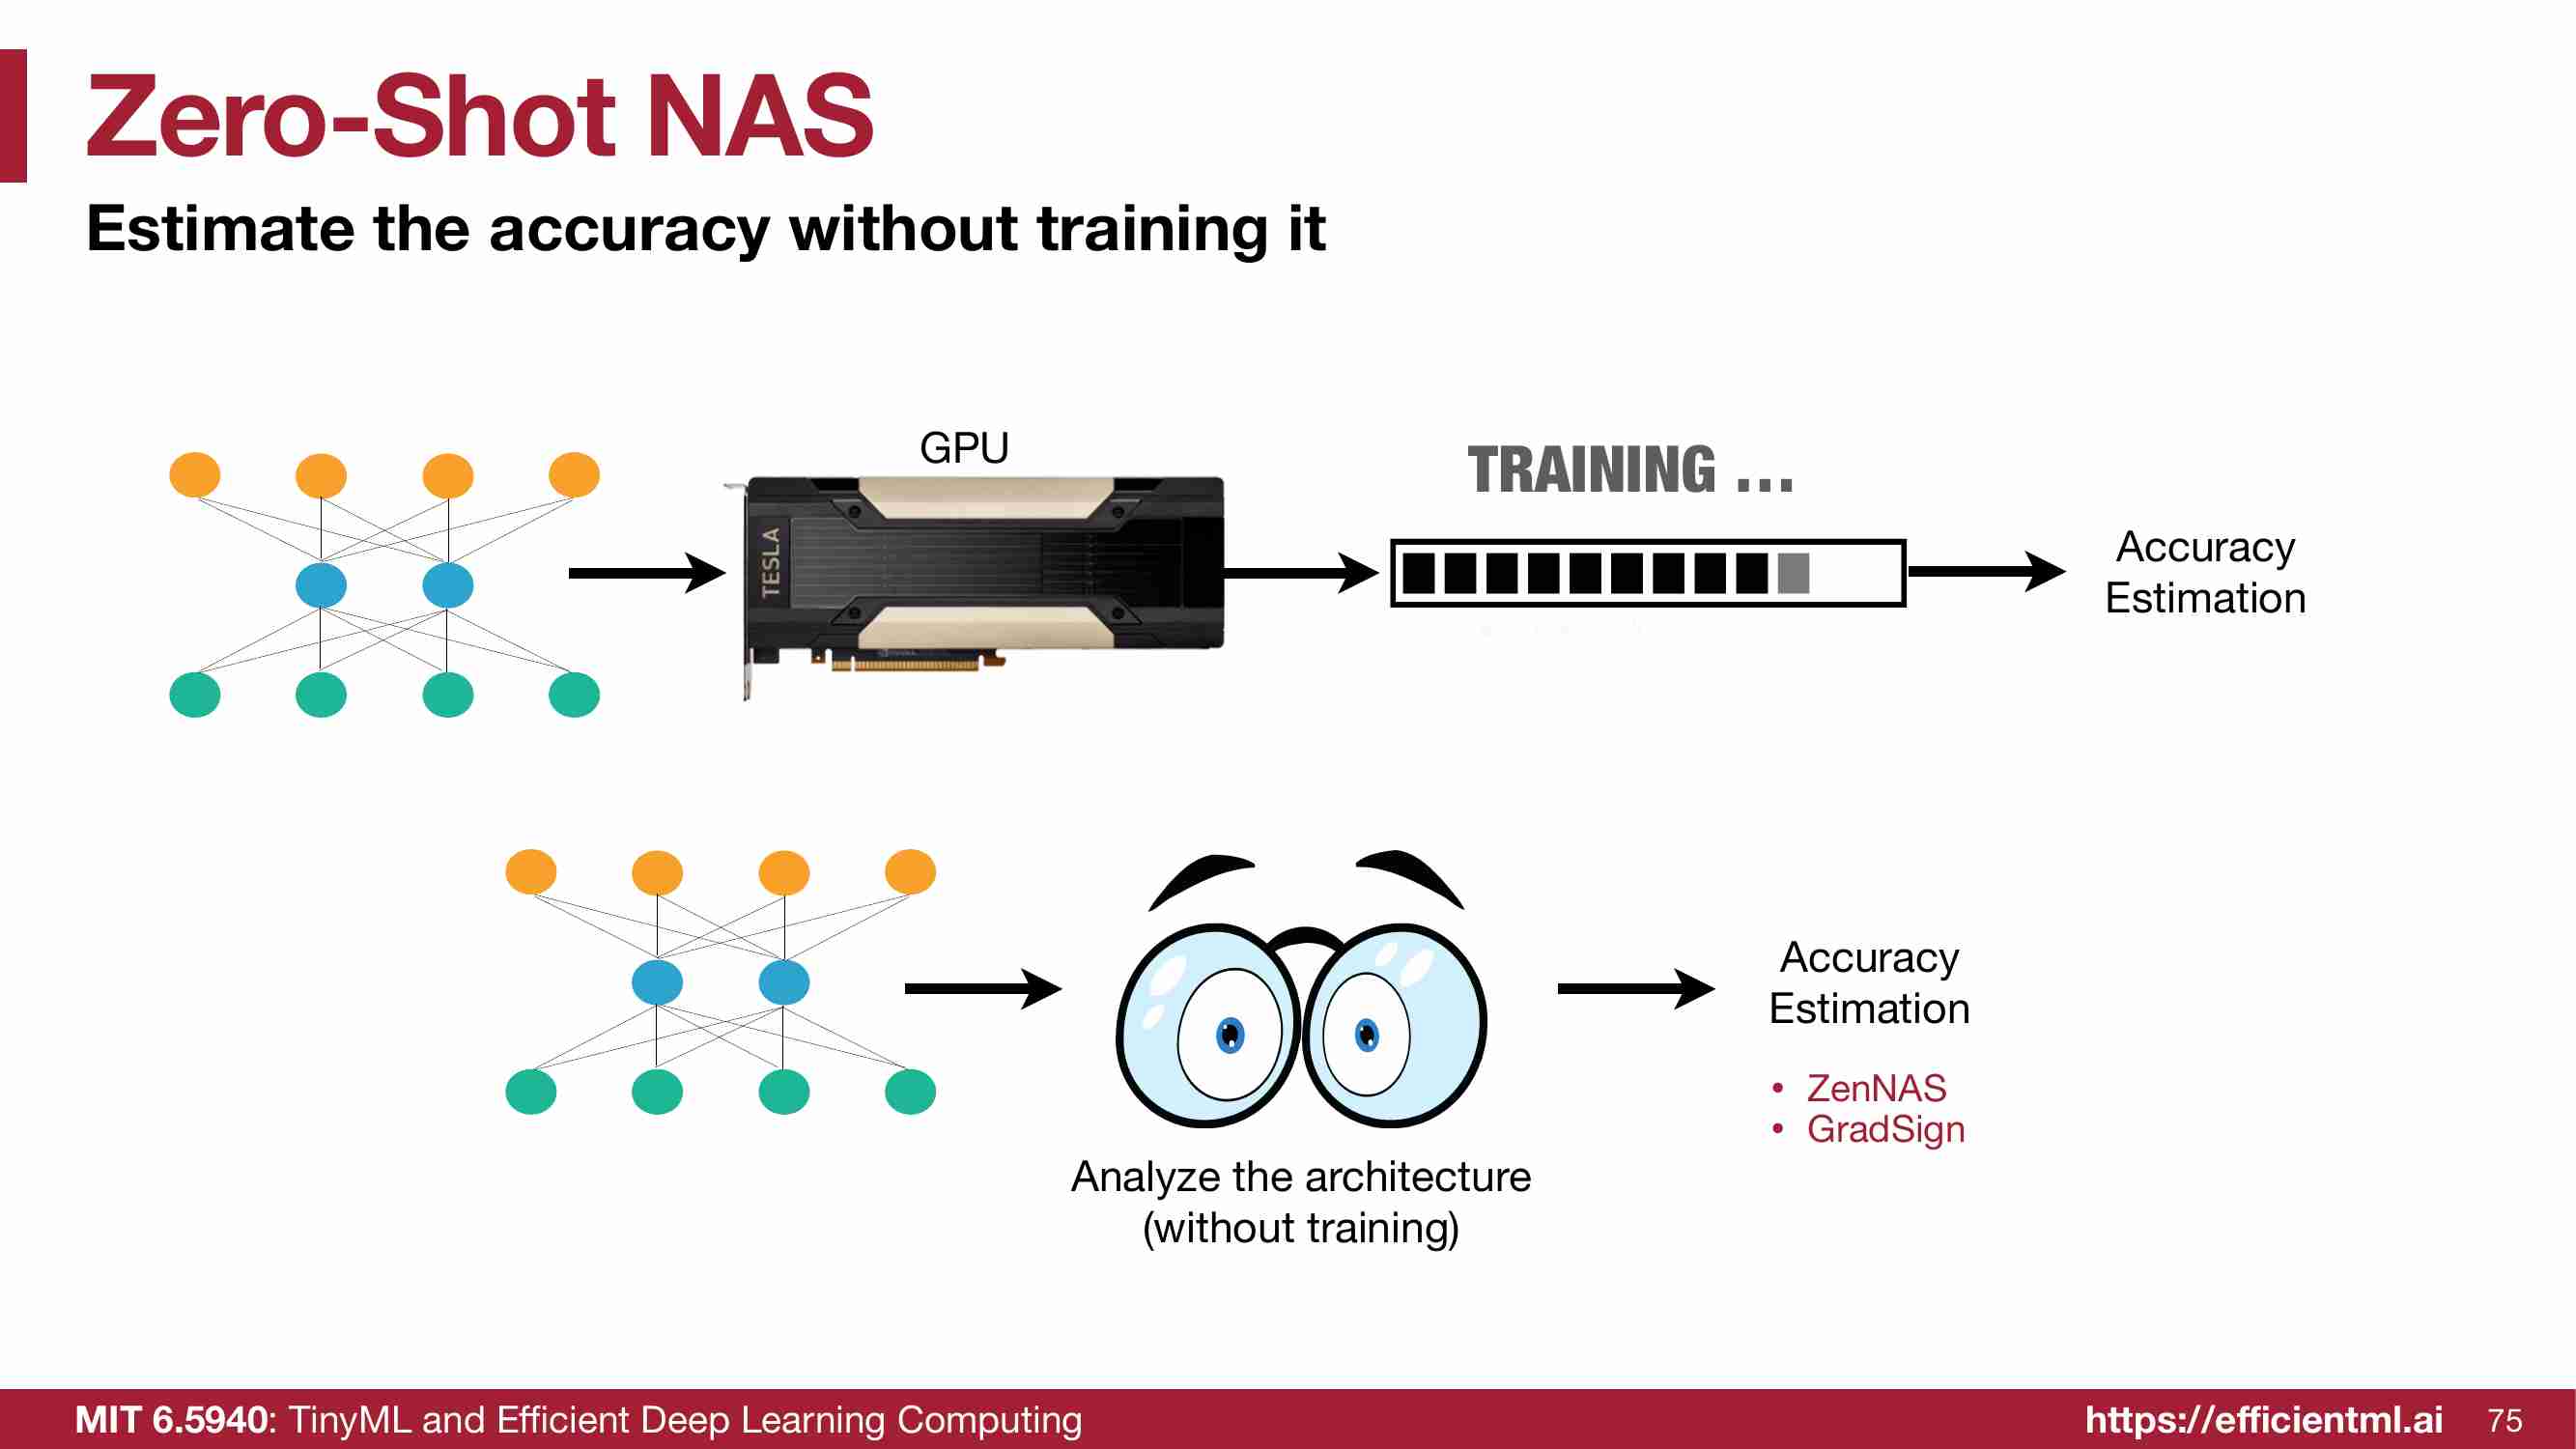 Zero-Shot NAS
Estimate the accuracy without training it
GPU
TESLA
TRAINING ...
Accuracy
Estimation
Accuracy
Estimation
• ZenNAS
• GradSign
Analyze the architecture
(without training)
MIT 6.5940: TinyML and Efficient Deep Learning Computing
https://efficientml.ai
75